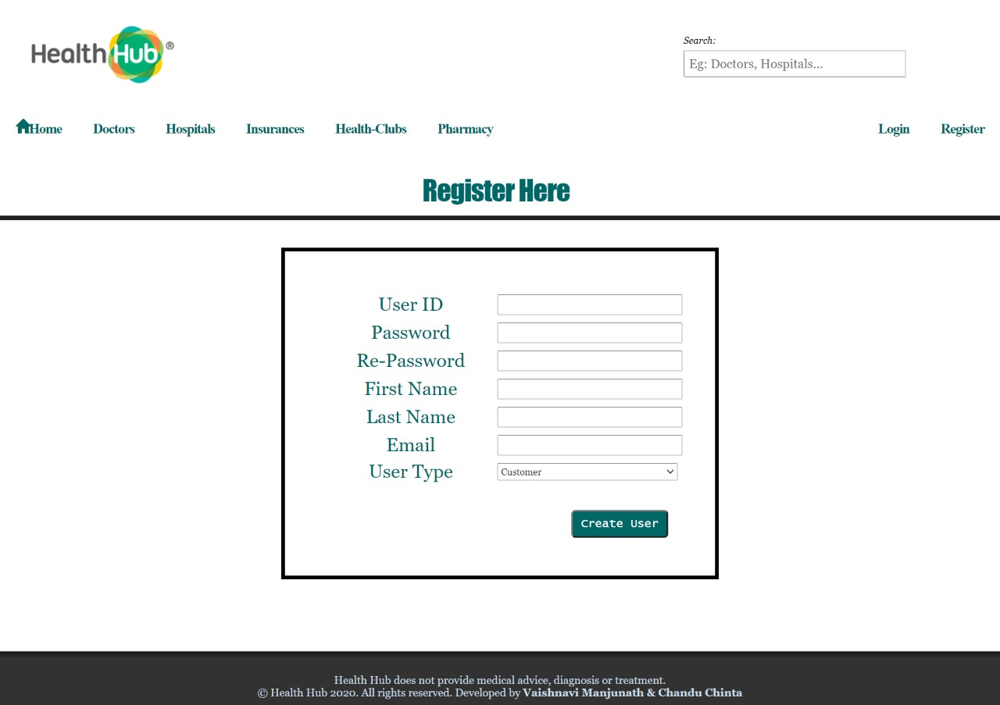 HealthHub®
Search:
Eg: Doctors, Hospitals...
Home Doctors Hospitals Insurances Health-Clubs Pharmacy Login Register
Register Here
User ID
Password
Re-Password
First Name
Last Name
Email
User Type Customer
Create User
Health Hub does not provide medical advice, diagnosis or treatment.
© Health Hub 2020. All rights reserved. Developed by Vaishnavi Manjunath & Chandu Chinta